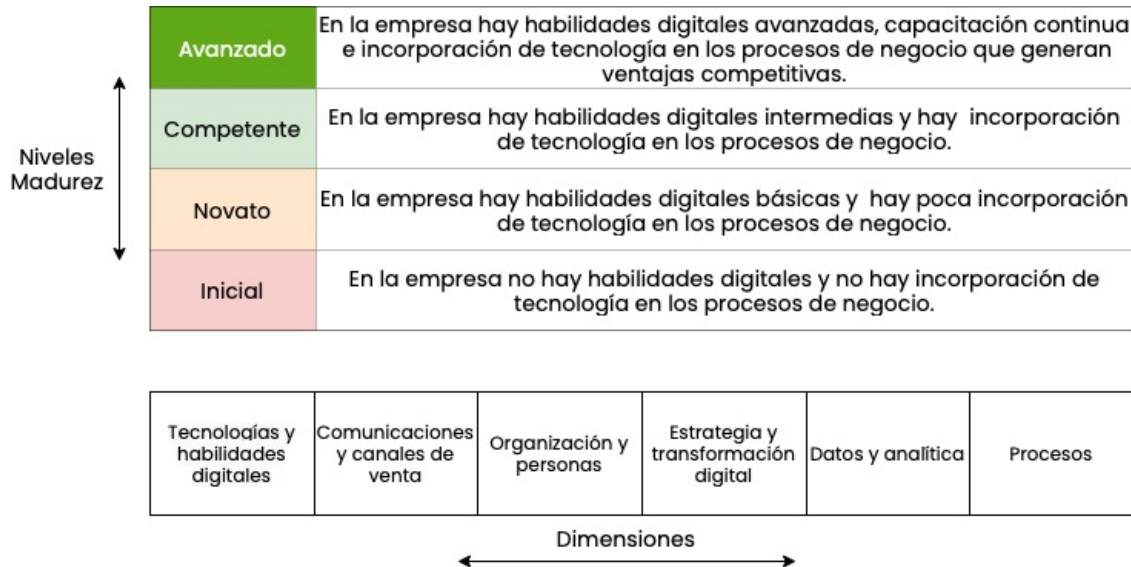 Avanzado
En la empresa hay habilidades digitales avanzadas, capacitación continua
e incorporación de tecnología en los procesos de negocio que generan
ventajas competitivas.
Competente
En la empresa hay habilidades digitales intermedias y hay incorporación
de tecnología en los procesos de negocio.
Niveles
Madurez
Novato
En la empresa hay habilidades digitales básicas y hay poca incorporación
de tecnología en los procesos de negocio.
Inicial
En la empresa no hay habilidades digitales y no hay incorporación de
tecnología en los procesos de negocio.
Tecnologías y
habilidades
digitales
Comunicaciones
y canales de
venta
Organización y
personas
Estrategia y
transformación
digital
Datos y analítica
Procesos
Dimensiones